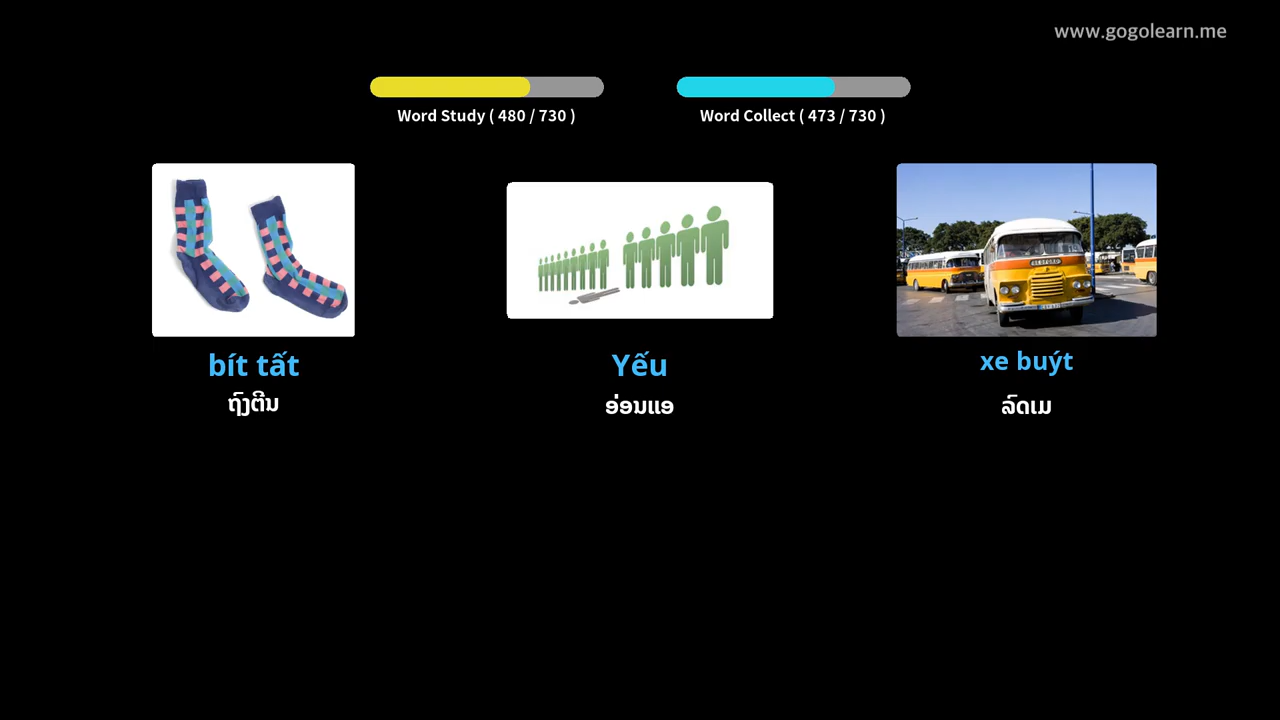 www.gogolearn.me
Word Study ( 480 / 730 )
Word Collect ( 473 / 730 )
BEDFORD
bít tất
Yếu
xe buýt
ຖົງຕີນ
ອ່ອນແອ
ລົດເມ